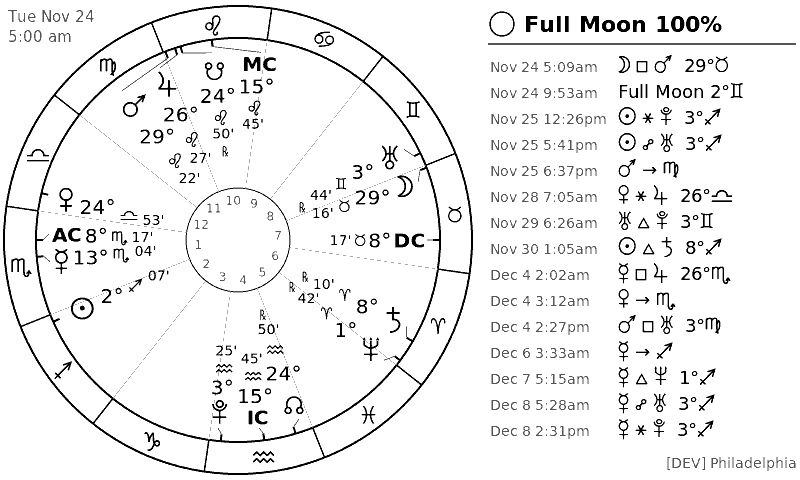 Tue Nov 24
5:00 am
Full Moon 100%
Nov 24 5:09am ☽ □ ♂ 29°♉
Nov 24 9:53am Full Moon 2°♊
Nov 25 12:26pm ☉ ⚹ ♇ 3°♐
Nov 25 5:41pm ☉ ☍ ♅ 3°♐
Nov 25 6:37pm ♂ → ♍
Nov 28 7:05am ♀ ⚹ ♃ 26°♎
Nov 29 6:26am ♅ △ ♇ 3°♊
Nov 30 1:05am ☉ △ ♄ 8°♐
Dec 4 2:02am ☿ □ ♃ 26°♏
Dec 4 3:12am ♀ → ♏
Dec 4 2:27pm ♂ □ ♅ 3°♍
Dec 6 3:33am ☿ → ♐
Dec 7 5:15am ☿ △ ♆ 1°♐
Dec 8 5:28am ☿ ☍ ♅ 3°♐
Dec 8 2:31pm ☿ ⚹ ♇ 3°♐
[DEV] Philadelphia
♌
♋
♊
♉
♈
♓
♒
♑
♐
♏
♎
♍
MC 15° ♌ 45'
☋ 24° ♌ 50' ℞
♃ 26° ♌ 27'
♂ 29° ♌ 22'
♀ 24° ♎ 53'
AC 8° ♏ 17'
☿ 13° ♏ 04'
☉ 2° ♐ 07'
♇ 3° ♒ 25'
IC 15° ♒ 45'
☊ 24° ♒ 50' ℞
♆ 1° ♈ 42' ℞
♄ 8° ♈ 10' ℞
17' ♉ 8° DC
☽ 29° ♉ 16'
♅ 3° ♊ 44' ℞
1
2
3
4
5
6
7
8
9
10
11
12